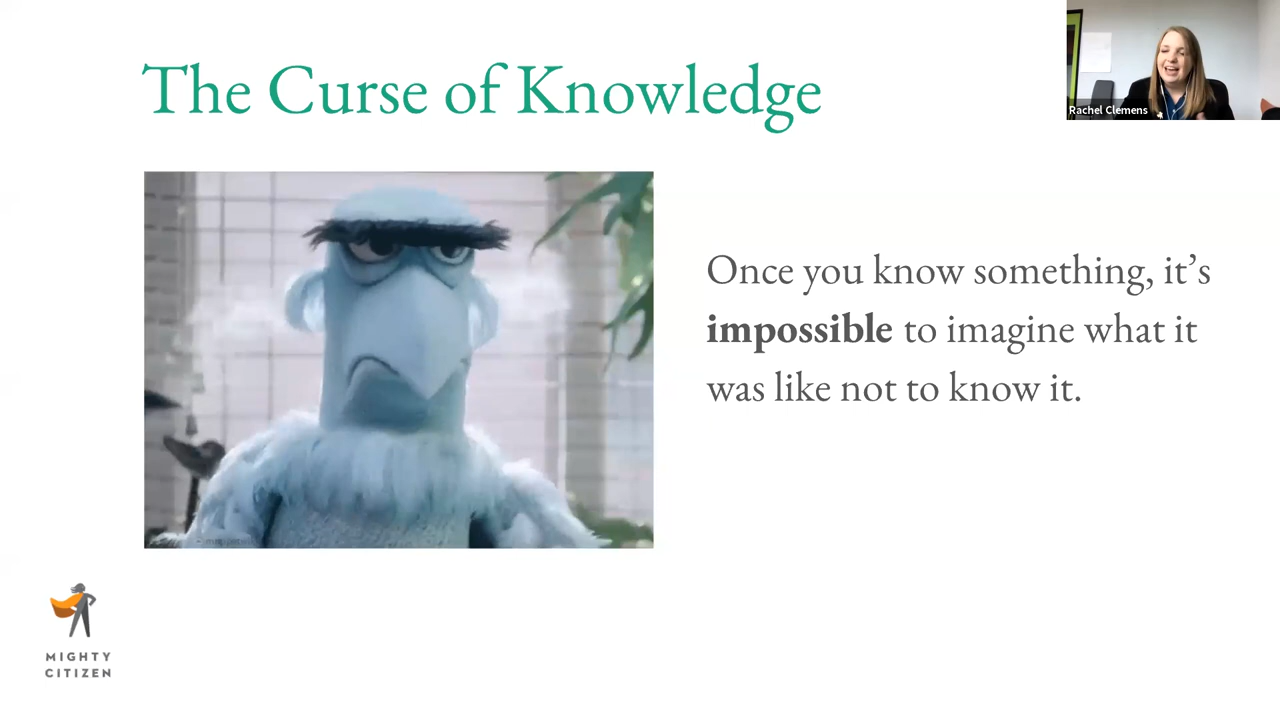 The Curse of Knowledge
Rachel Clemens
Once you know something, it’s
impossible to imagine what it
was like not to know it.
MIGHTY
CITIZEN